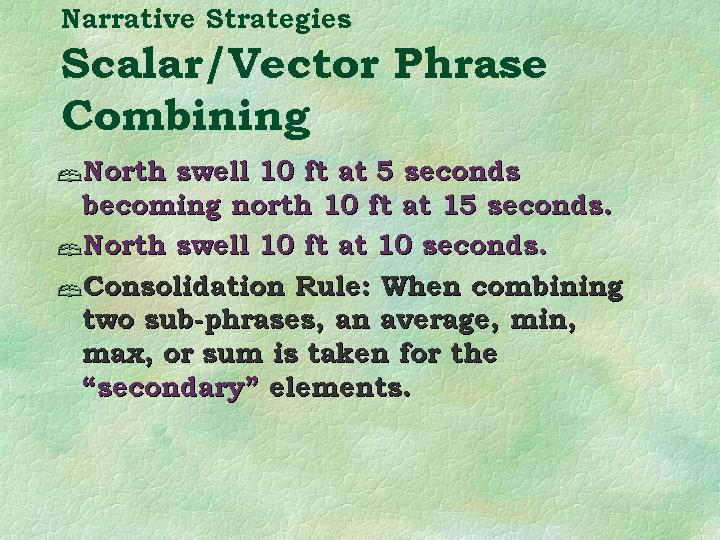 Narrative Strategies
Scalar/Vector Phrase
Combining
North swell 10 ft at 5 seconds
becoming north 10 ft at 15 seconds.
North swell 10 ft at 10 seconds.
Consolidation Rule: When combining
two sub-phrases, an average, min,
max, or sum is taken for the
“secondary” elements.